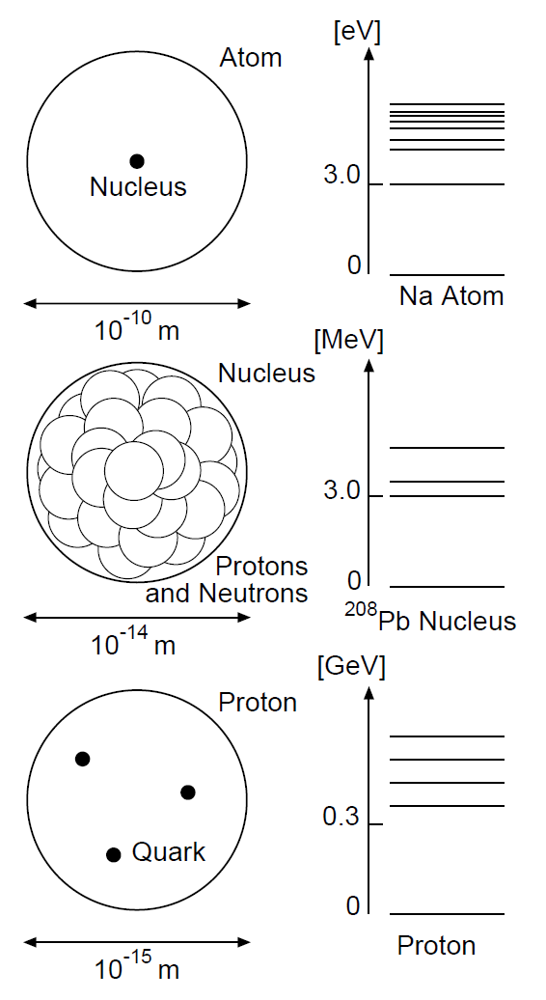 Atom
Nucleus
10-10 m
[eV]
3.0
0
Na Atom
Nucleus
Protons
and Neutrons
10-14 m
[MeV]
3.0
0
208Pb Nucleus
Proton
Quark
10-15 m
[GeV]
0.3
0
Proton